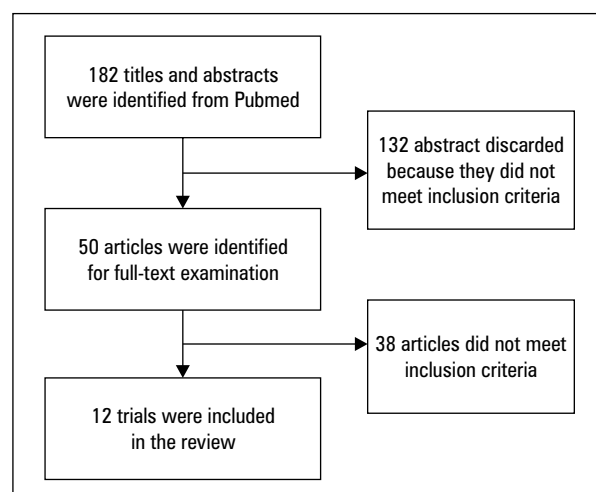 182 titles and abstracts
were identified from Pubmed
132 abstract discarded
because they did not
meet inclusion criteria
50 articles were identified
for full-text examination
38 articles did not meet
inclusion criteria
12 trials were included
in the review